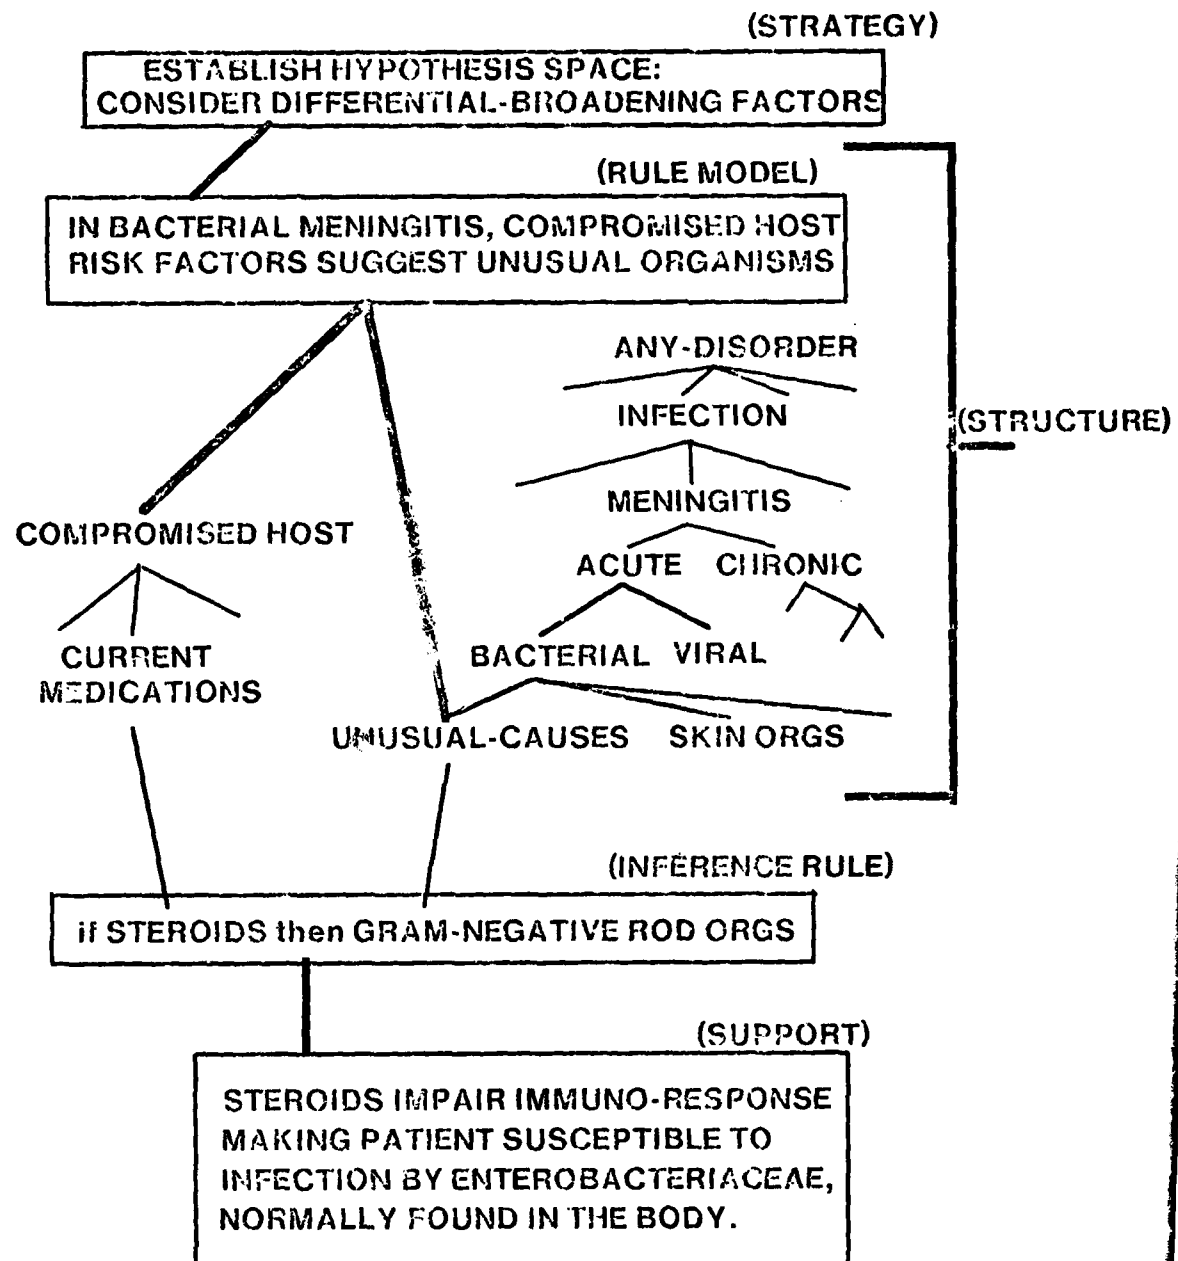 (STRATEGY)
ESTABLISH HYPOTHESIS SPACE:
CONSIDER DIFFERENTIAL-BROADENING FACTORS
(RULE MODEL)
IN BACTERIAL MENINGITIS, COMPROMISED HOST
RISK FACTORS SUGGEST UNUSUAL ORGANISMS
ANY-DISORDER
INFECTION
(STRUCTURE)
MENINGITIS
COMPROMISED HOST
ACUTE CHRONIC
CURRENT
MEDICATIONS
BACTERIAL VIRAL
UNUSUAL-CAUSES SKIN ORGS
(INFERENCE RULE)
if STEROIDS then GRAM-NEGATIVE ROD ORGS
(SUPPORT)
STEROIDS IMPAIR IMMUNO-RESPONSE
MAKING PATIENT SUSCEPTIBLE TO
INFECTION BY ENTEROBACTERIACEAE,
NORMALLY FOUND IN THE BODY.